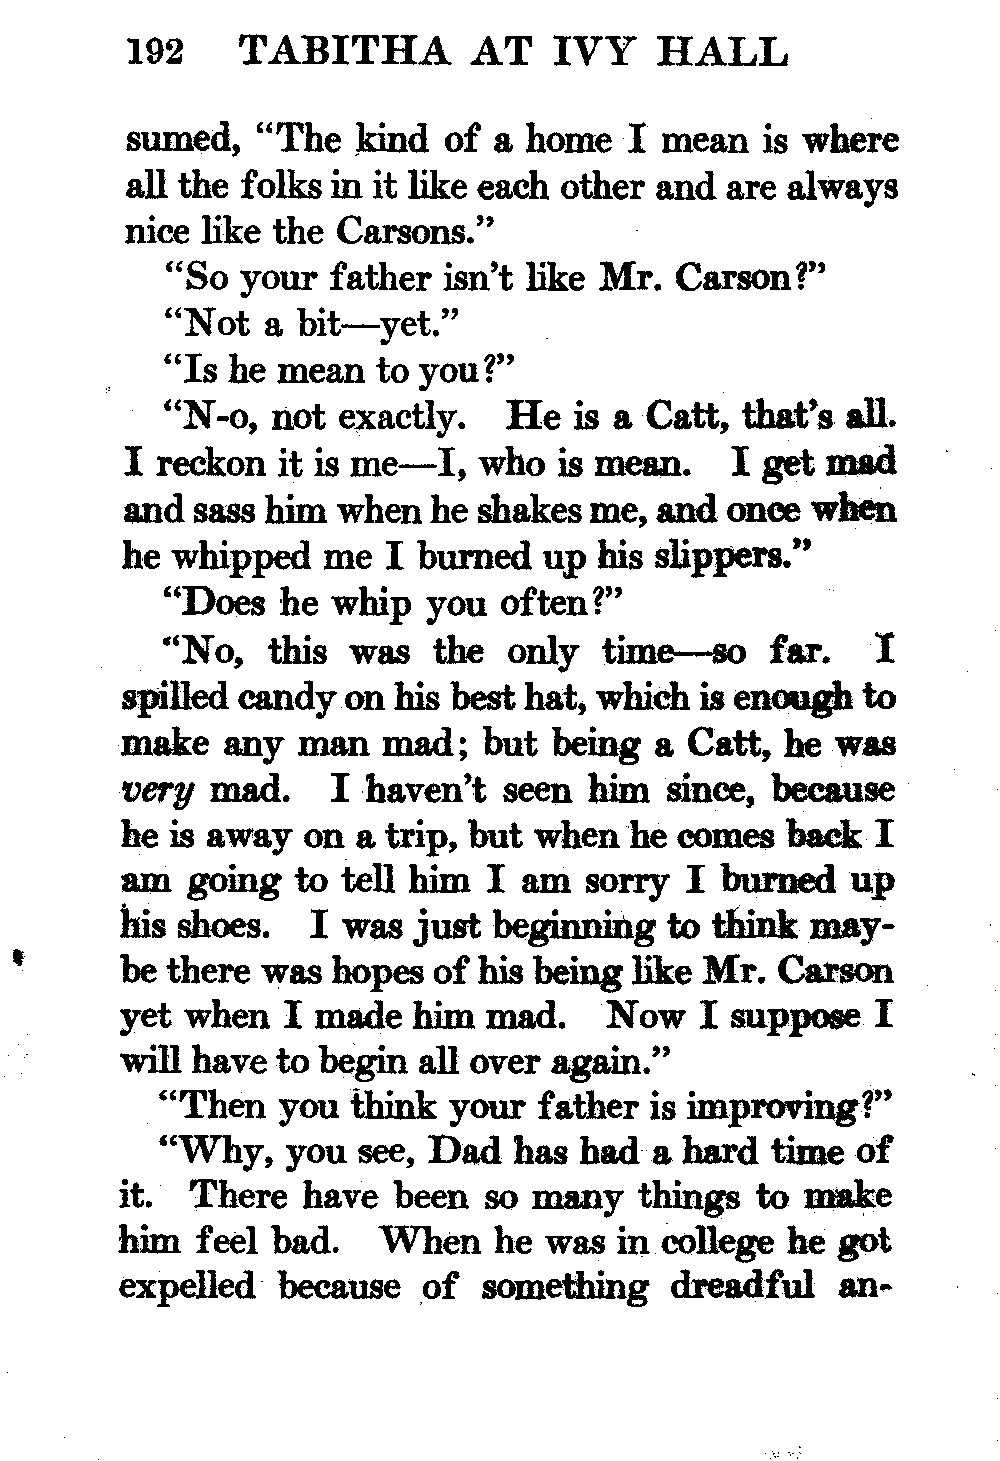 192 TABITHA AT IVY HALL
sumed, “The kind of a home I mean is where
all the folks in it like each other and are always
nice like the Carsons.”
“So your father isn’t like Mr. Carson?”
“Not a bit—yet.”
“Is he mean to you?”
“N-o, not exactly. He is a Catt, that’s all.
I reckon it is me—I, who is mean. I get mad
and sass him when he shakes me, and once when
he whipped me I burned up his slippers.”
“Does he whip you often?”
“No, this was the only time—so far. I
spilled candy on his best hat, which is enough to
make any man mad; but being a Catt, he was
very mad. I haven’t seen him since, because
he is away on a trip, but when he comes back I
am going to tell him I am sorry I burned up
his shoes. I was just beginning to think may-
be there was hopes of his being like Mr. Carson
yet when I made him mad. Now I suppose I
will have to begin all over again.”
“Then you think your father is improving?”
“Why, you see, Dad has had a hard time of
it. There have been so many things to make
him feel bad. When he was in college he got
expelled because of something dreadful an-